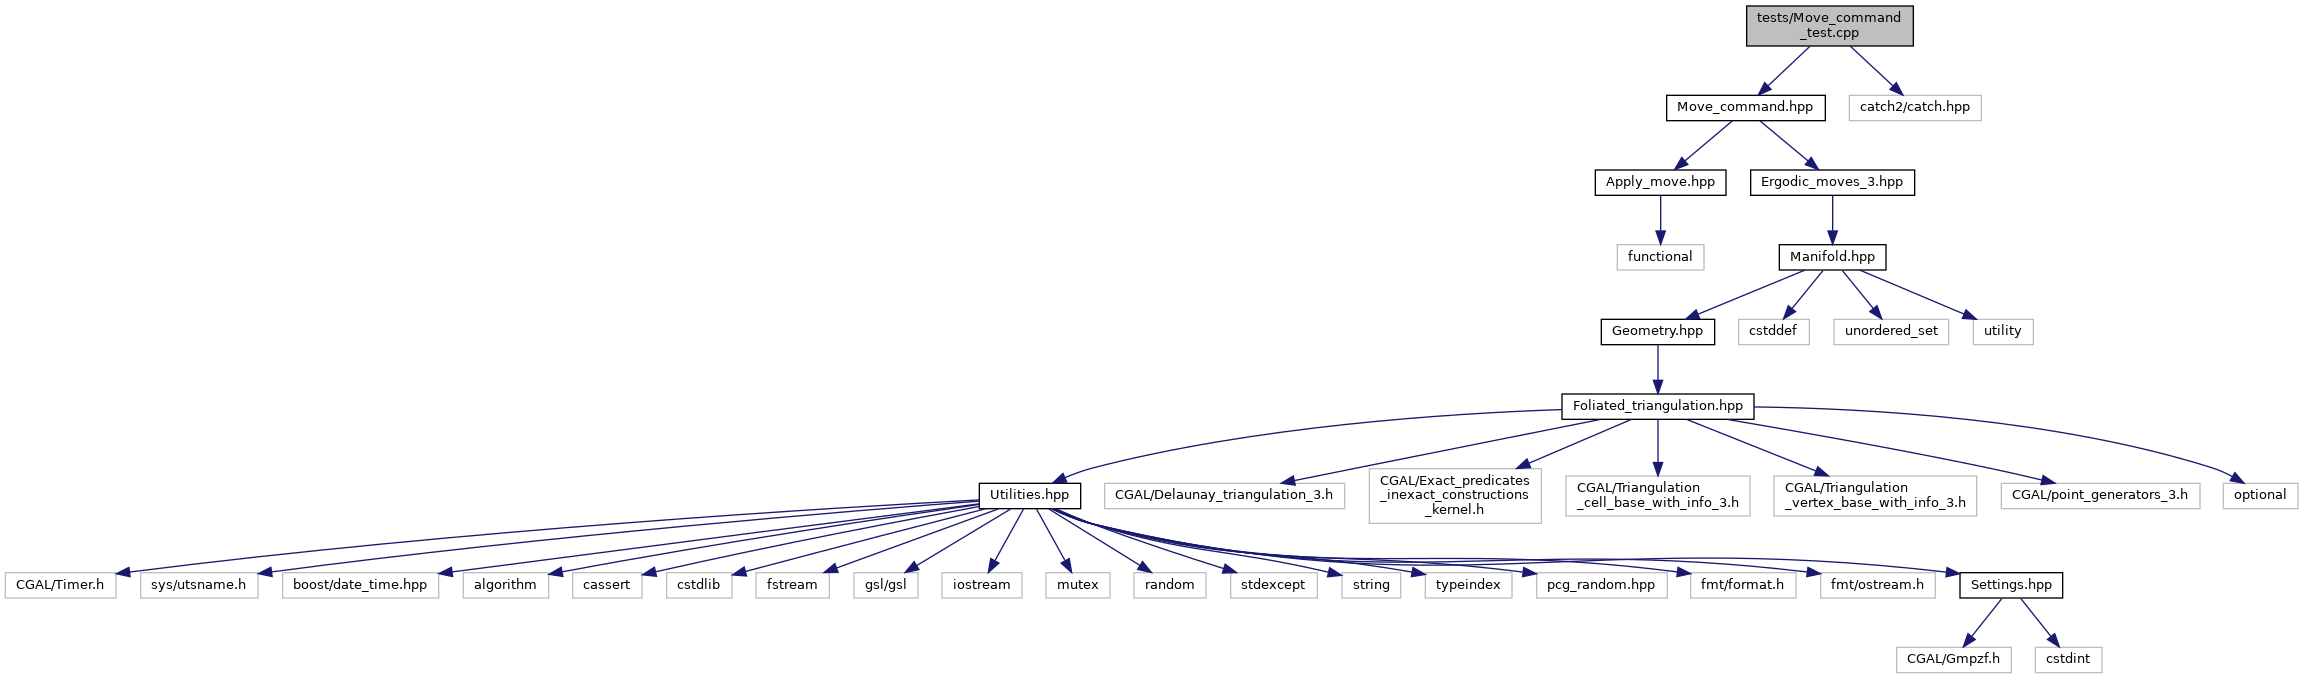 tests/Move_command
_test.cpp
Move_command.hpp
catch2/catch.hpp
Apply_move.hpp
Ergodic_moves_3.hpp
functional
Manifold.hpp
Geometry.hpp
cstddef
unordered_set
utility
Foliated_triangulation.hpp
Utilities.hpp
CGAL/Delaunay_triangulation_3.h
CGAL/Exact_predicates
_inexact_constructions
_kernel.h
CGAL/Triangulation
_cell_base_with_info_3.h
CGAL/Triangulation
_vertex_base_with_info_3.h
CGAL/point_generators_3.h
optional
CGAL/Timer.h
sys/utsname.h
boost/date_time.hpp
algorithm
cassert
cstdlib
fstream
gsl/gsl
iostream
mutex
random
stdexcept
string
typeindex
pcg_random.hpp
fmt/format.h
fmt/ostream.h
Settings.hpp
CGAL/Gmpzf.h
cstdint